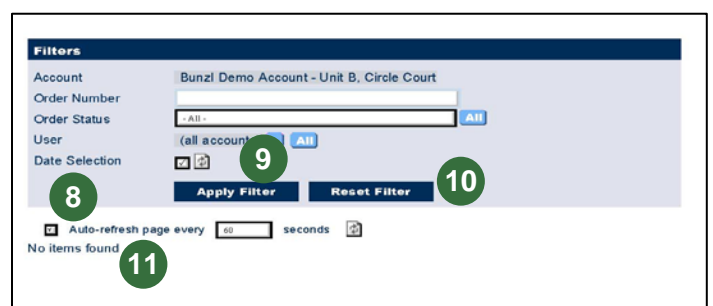 Filters
Account Bunzl Demo Account - Unit B, Circle Court
Order Number
Order Status - All - All
User (all account All
Date Selection
9
Apply Filter Reset Filter 10
8
Auto-refresh page every 60 seconds
No items found
11